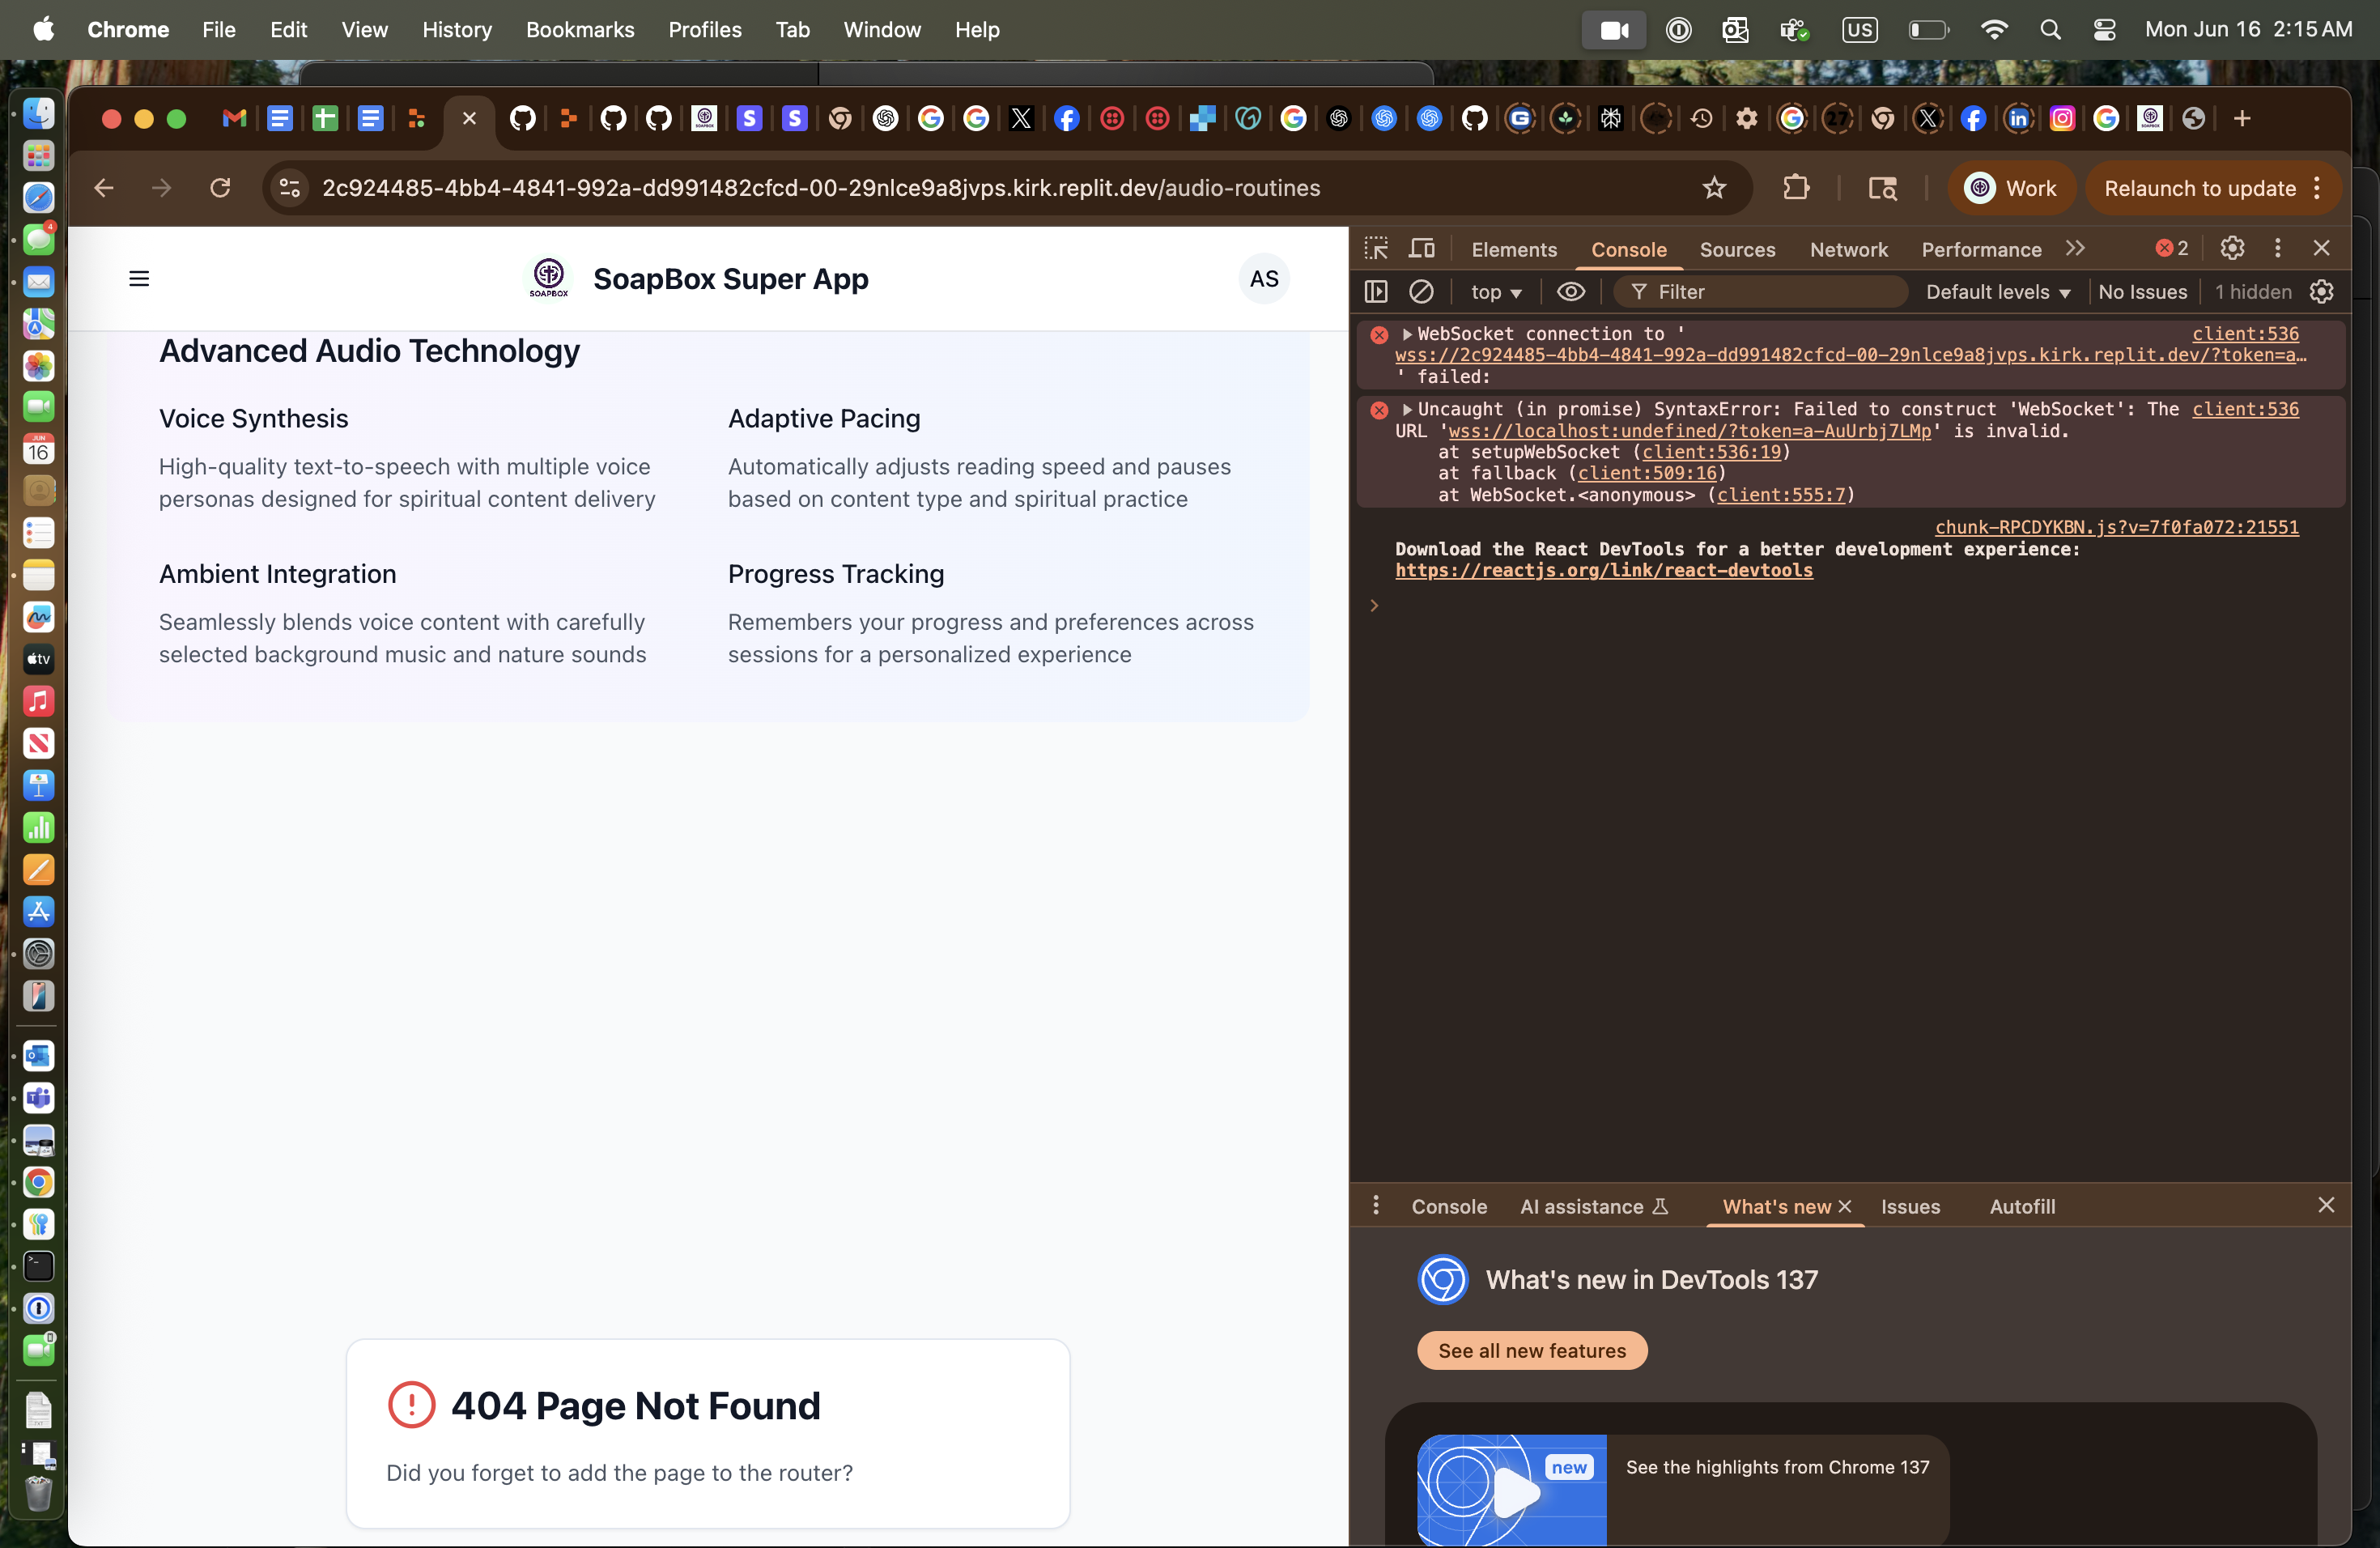 Chrome File Edit View History Bookmarks Profiles Tab Window Help US Mon Jun 16 2:15 AM
2c924485-4bb4-4841-992a-dd991482cfcd-00-29nlce9a8jvps.kirk.replit.dev/audio-routines Work Relaunch to update
SOAPBOX SoapBox Super App AS
Advanced Audio Technology
Voice Synthesis
High-quality text-to-speech with multiple voice
personas designed for spiritual content delivery
Adaptive Pacing
Automatically adjusts reading speed and pauses
based on content type and spiritual practice
Ambient Integration
Seamlessly blends voice content with carefully
selected background music and nature sounds
Progress Tracking
Remembers your progress and preferences across
sessions for a personalized experience
404 Page Not Found
Did you forget to add the page to the router?
Elements Console Sources Network Performance 2
top Filter Default levels No Issues 1 hidden
WebSocket connection to ' client:536
wss://2c924485-4bb4-4841-992a-dd991482cfcd-00-29nlce9a8jvps.kirk.replit.dev/?token=a…
' failed:
Uncaught (in promise) SyntaxError: Failed to construct 'WebSocket': The client:536
URL 'wss://localhost:undefined/?token=a-AuUrbj7LMp' is invalid.
at setupWebSocket (client:536:19)
at fallback (client:509:16)
at WebSocket.<anonymous> (client:555:7)
chunk-RPCDYKBN.js?v=7f0fa072:21551
Download the React DevTools for a better development experience:
https://reactjs.org/link/react-devtools
Console AI assistance What's new Issues Autofill
What's new in DevTools 137
See all new features
new
See the highlights from Chrome 137
4
JUN
16
tv